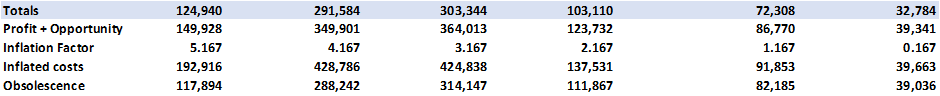 Totals 124,940 291,584 303,344 103,110 72,308 32,784
Profit + Opportunity 149,928 349,901 364,013 123,732 86,770 39,341
Inflation Factor 5.167 4.167 3.167 2.167 1.167 0.167
Inflated costs 192,916 428,786 424,838 137,531 91,853 39,663
Obsolescence 117,894 288,242 314,147 111,867 82,185 39,036